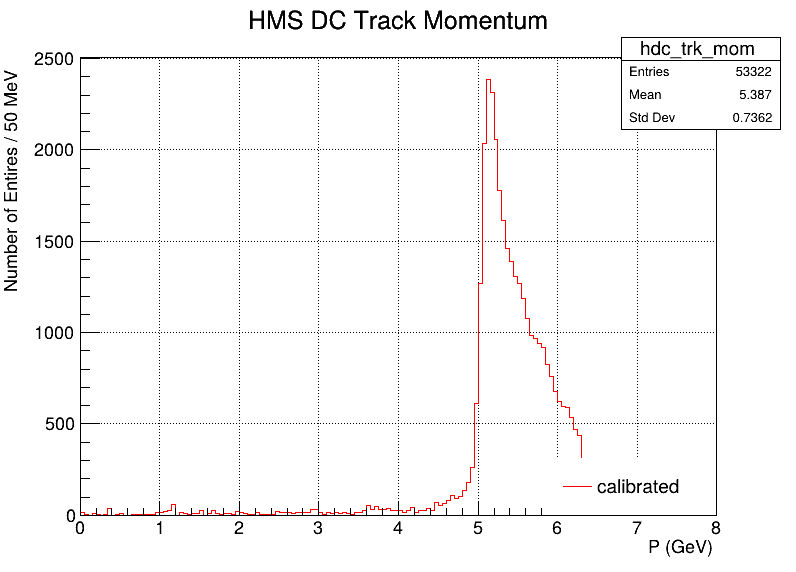 HMS DC Track Momentum
hdc_trk_mom
Entries 53322
Mean 5.387
Std Dev 0.7362
Number of Entires / 50 MeV
2500
2000
1500
1000
500
0
0 1 2 3 4 5 6 7 8
P (GeV)
calibrated